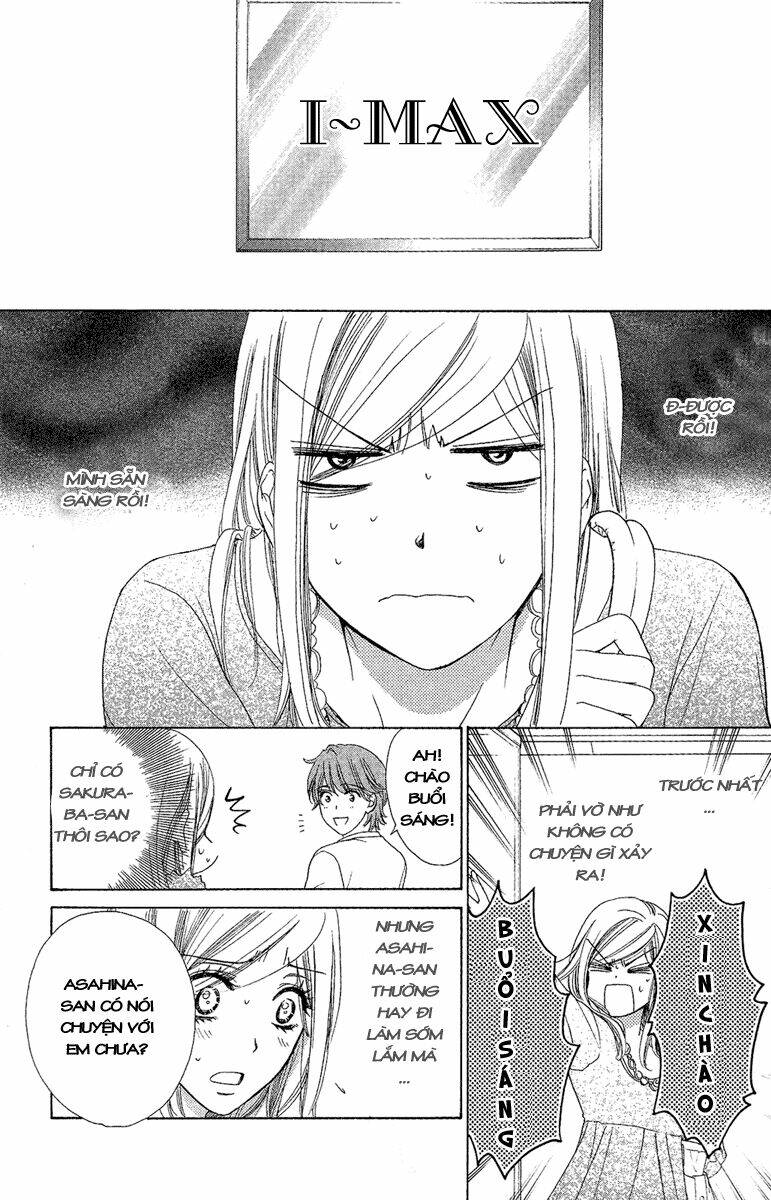 I~MAX
Đ-ĐƯỢC
RỒI!
MÌNH SẴN
SÀNG RỒI!
TRƯỚC NHẤT
...
PHẢI VỜ NHƯ
KHÔNG CÓ
CHUYỆN GÌ XẢY
RA!
XIN CHÀO
BUỔI SÁNG
AH!
CHÀO
BUỔI
SÁNG!
CHỈ CÓ
SAKURA-
BA-SAN
THÔI SAO?
NHƯNG
ASAHI-
NA-SAN
THƯỜNG
HAY ĐI
LÀM SỚM
LẮM MÀ
...
ASAHINA-
SAN CÓ NÓI
CHUYỆN VỚI
EM CHƯA?